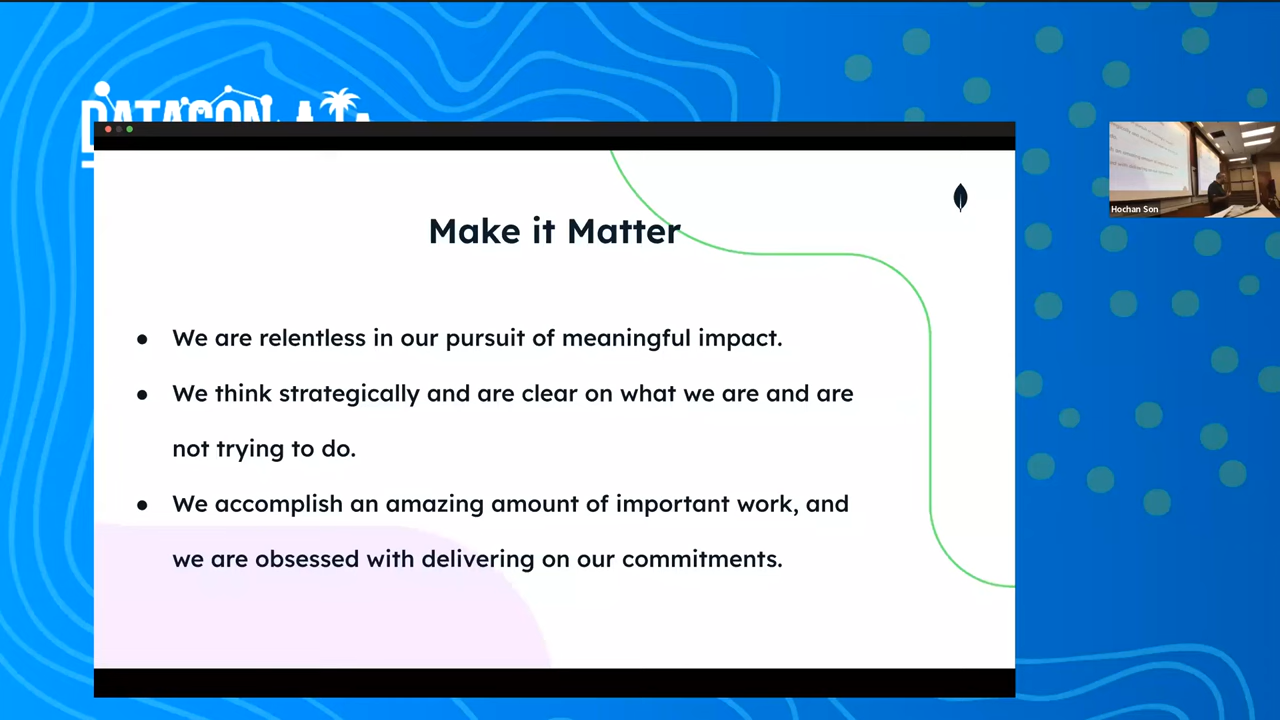 DATACON LA
Make it Matter
● We are relentless in our pursuit of meaningful impact.
● We think strategically and are clear on what we are and are
not trying to do.
● We accomplish an amazing amount of important work, and
we are obsessed with delivering on our commitments.
Hochan Son